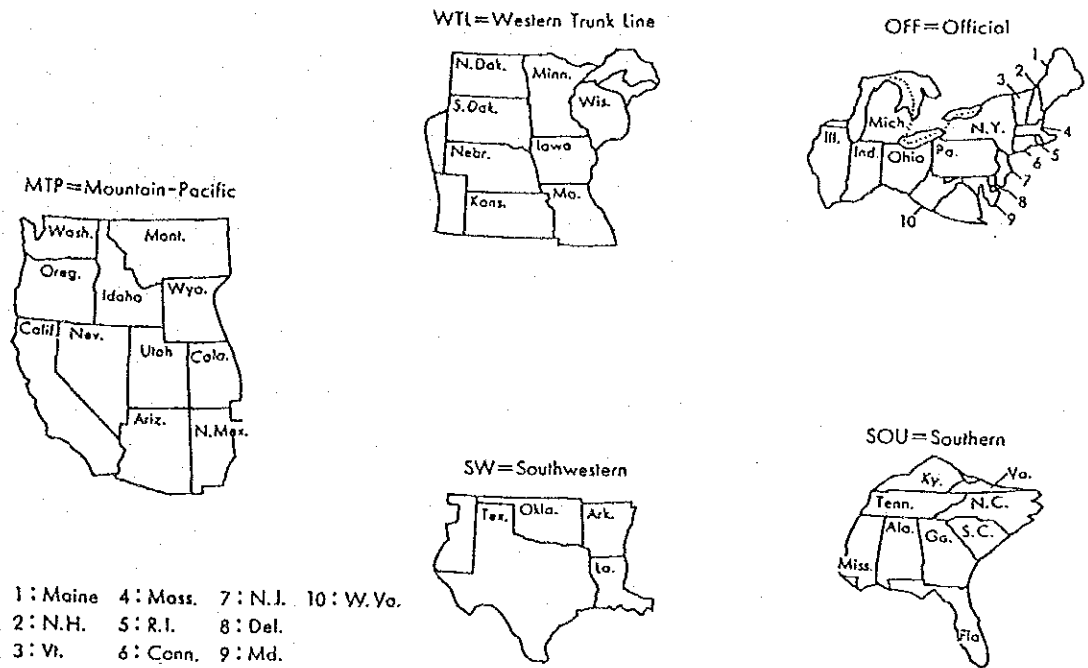 WTL=Western Trunk Line
N.Dak.
Minn.
S.Dak.
Wis.
Nebr.
Iowa
Kans.
Mo.
OFF=Official
1
2
3
Mich.
N.Y.
4
Ill.
Ind.
Ohio
Pa.
5
6
7
8
10
9
MTP=Mountain-Pacific
Wash.
Mont.
Oreg.
Idaho
Wyo.
Calif.
Nev.
Utah
Colo.
Ariz.
N.Mex.
SW=Southwestern
Tex.
Okla.
Ark.
La.
SOU=Southern
Ky.
Va.
Tenn.
N.C.
Ala.
Ga.
S.C.
Miss.
Fla
1:Maine 4:Mass. 7:N.J. 10:W.Va.
2:N.H. 5:R.I. 8:Del.
3:Vt. 6:Conn. 9:Md.